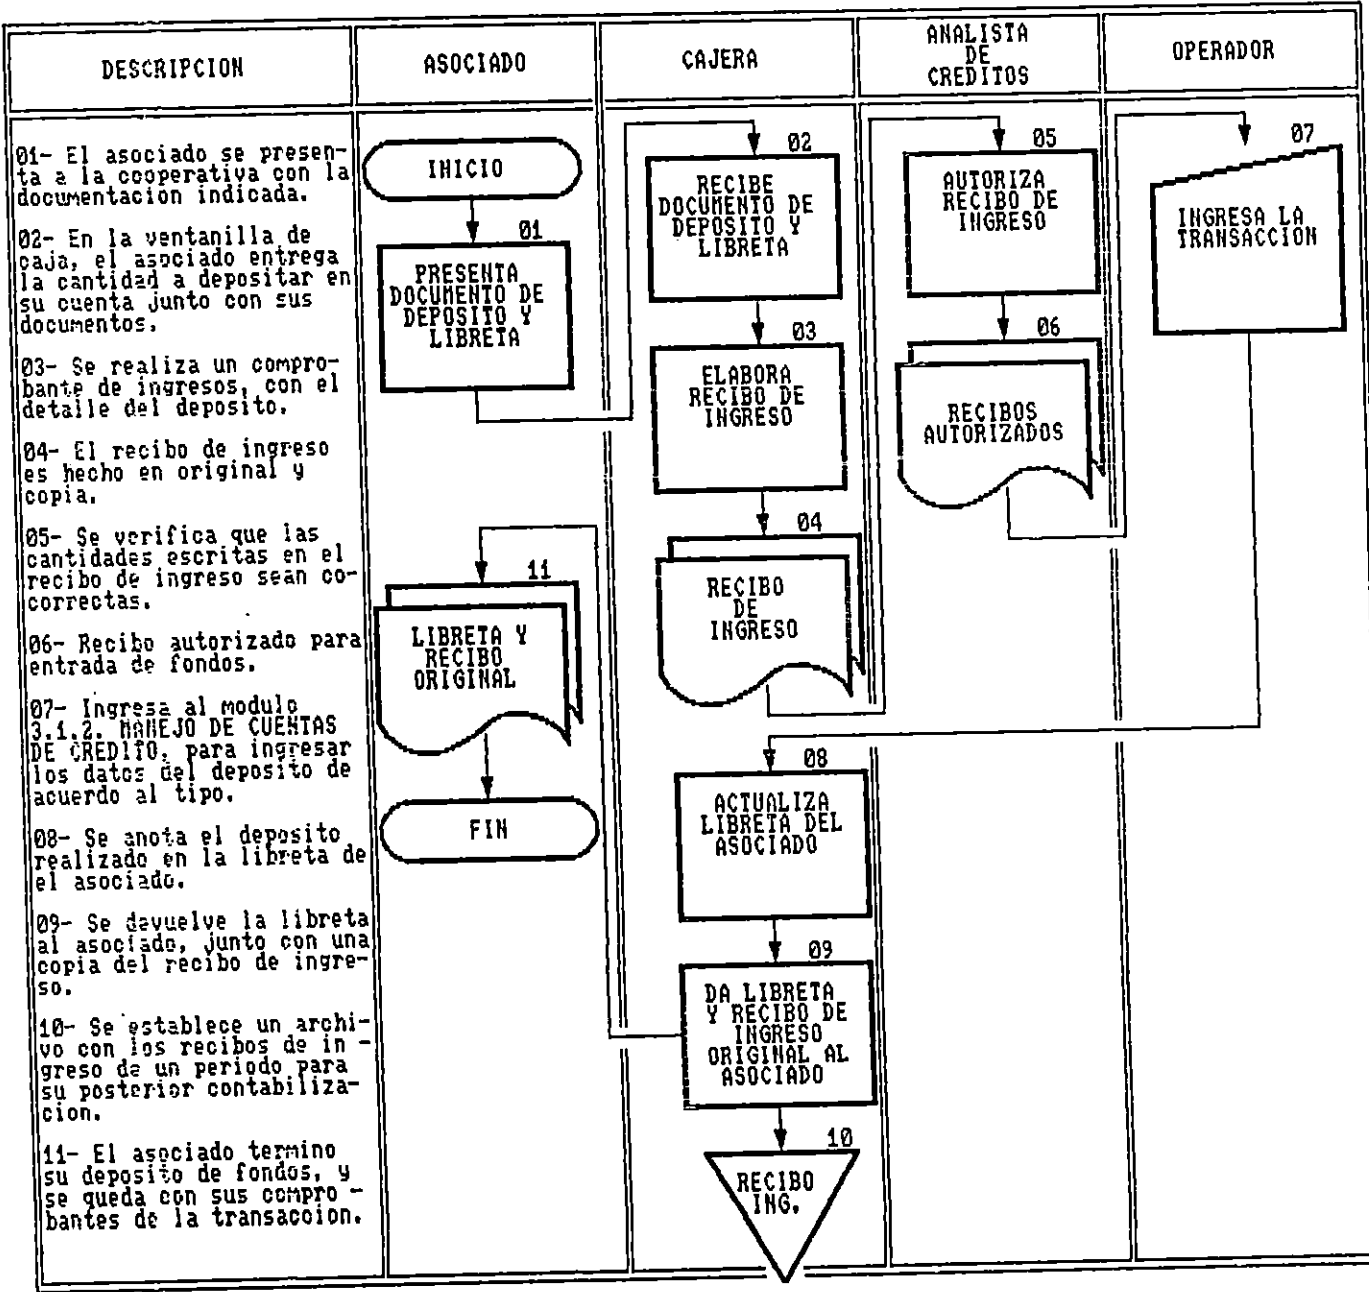 DESCRIPCION
ASOCIADO
CAJERA
ANALISTA
DE
CREDITOS
OPERADOR
01- El asociado se presen-
ta a la cooperativa con la
documentacion indicada.
02- En la ventanilla de
caja, el asociado entrega
la cantidad a depositar en
su cuenta junto con sus
documentos.
03- Se realiza un compro-
bante de ingresos, con el
detalle del deposito.
04- El recibo de ingreso
es hecho en original y
copia.
05- Se verifica que las
cantidades escritas en el
recibo de ingreso sean co-
correctas.
06- Recibo autorizado para
entrada de fondos.
07- Ingresa al modulo
3.1.2. MANEJO DE CUENTAS
DE CREDITO, para ingresar
los datos del deposito de
acuerdo al tipo.
08- Se anota el deposito
realizado en la libreta de
el asociado.
09- Se devuelve la libreta
al asociado, junto con una
copia del recibo de ingre-
so.
10- Se establece un archi-
vo con los recibos de in -
greso de un periodo para
su posterior contabiliza-
cion.
11- El asociado termino
su deposito de fondos, y
se queda con sus compro -
bantes de la transaccion.
INICIO
01
PRESENTA
DOCUMENTO DE
DEPOSITO Y
LIBRETA
11
LIBRETA Y
RECIBO
ORIGINAL
FIN
02
RECIBE
DOCUMENTO DE
DEPOSITO Y
LIBRETA
03
ELABORA
RECIBO DE
INGRESO
04
RECIBO
DE
INGRESO
08
ACTUALIZA
LIBRETA DEL
ASOCIADO
09
DA LIBRETA
Y RECIBO DE
INGRESO
ORIGINAL AL
ASOCIADO
10
RECIBO
ING.
05
AUTORIZA
RECIBO DE
INGRESO
06
RECIBOS
AUTORIZADOS
07
INGRESA LA
TRANSACCION